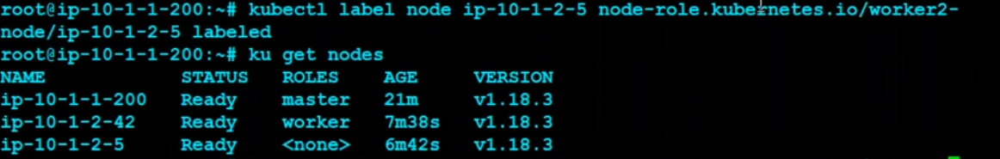 root@ip-10-1-1-200:~# kubectl label node ip-10-1-2-5 node-role.kubernetes.io/worker2-
node/ip-10-1-2-5 labeled
root@ip-10-1-1-200:~# ku get nodes
NAME STATUS ROLES AGE VERSION
ip-10-1-1-200 Ready master 21m v1.18.3
ip-10-1-2-42 Ready worker 7m38s v1.18.3
ip-10-1-2-5 Ready <none> 6m42s v1.18.3